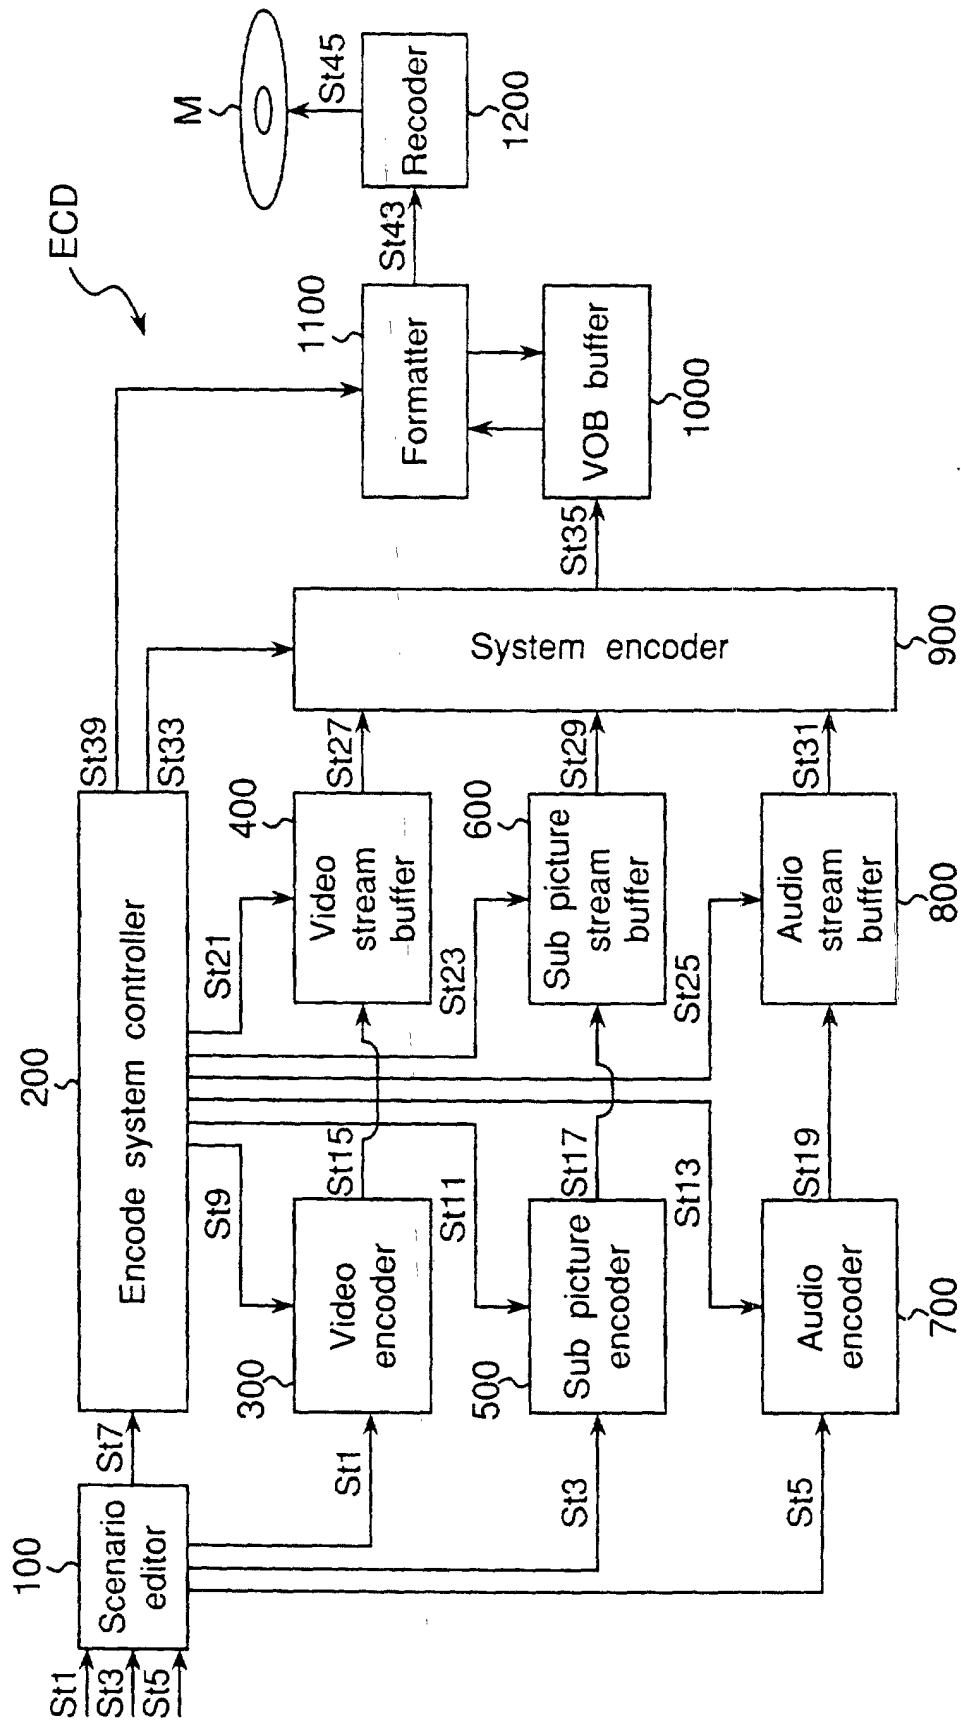 ECD
M
St45
Recoder
1200
St43
1100
Formatter
VOB buffer
1000
St35
St39
St33
System encoder
900
200
Encode system controller
St21
400
Video
stream
buffer
St27
St23
600
Sub picture
stream
buffer
St29
St25
Audio
stream
buffer
800
St31
St9
300
Video
encoder
St15
St11
500
Sub picture
encoder
St17
St13
Audio
encoder
700
St19
100
Scenario
editor
St7
St1
St3
St5
St1
St3
St5